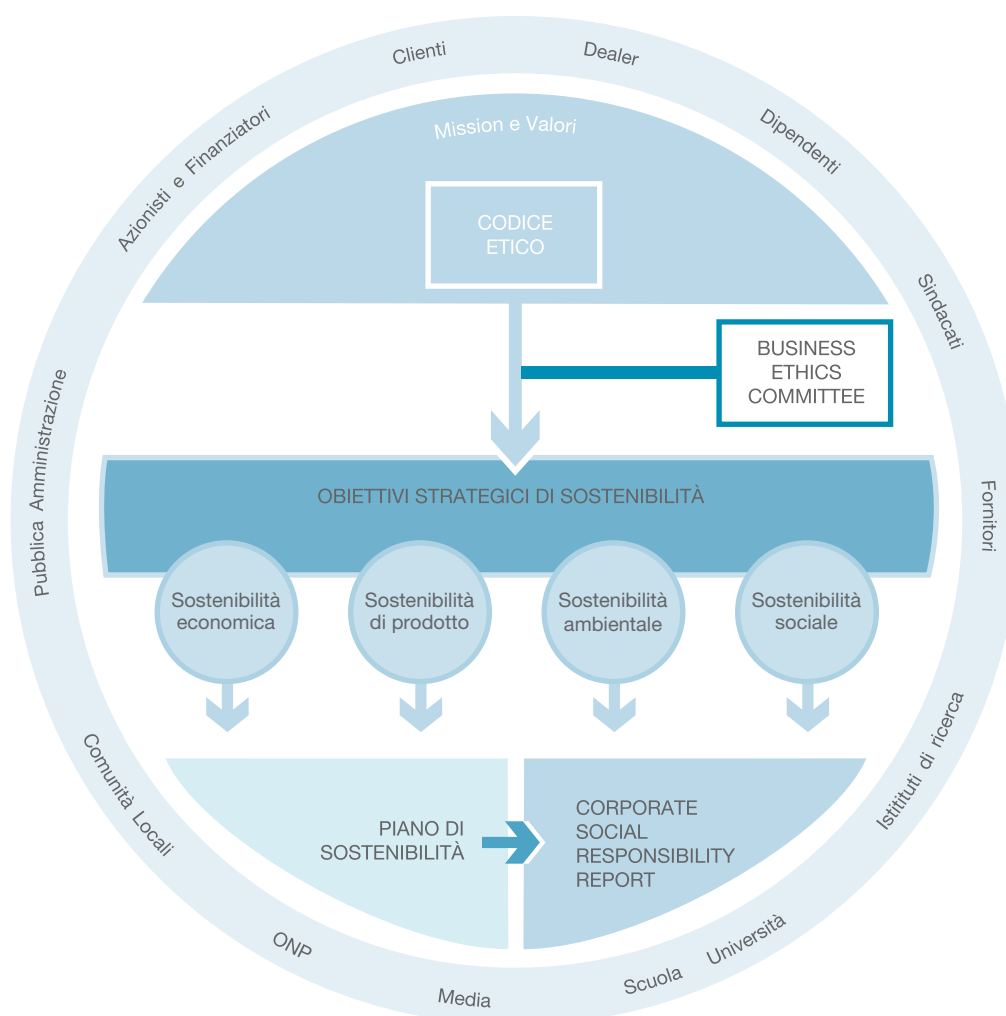 Clienti
Dealer
Dipendenti
Sindacati
Fornitori
Istitituti di ricerca
Università
Scuola
Media
ONP
Comunità Locali
Pubblica Amministrazione
Azionisti e Finanziatori
Mission e Valori
CODICE
ETICO
BUSINESS
ETHICS
COMMITTEE
OBIETTIVI STRATEGICI DI SOSTENIBILITÀ
Sostenibilità
economica
Sostenibilità
di prodotto
Sostenibilità
ambientale
Sostenibilità
sociale
PIANO DI
SOSTENIBILITÀ
CORPORATE
SOCIAL
RESPONSIBILITY
REPORT